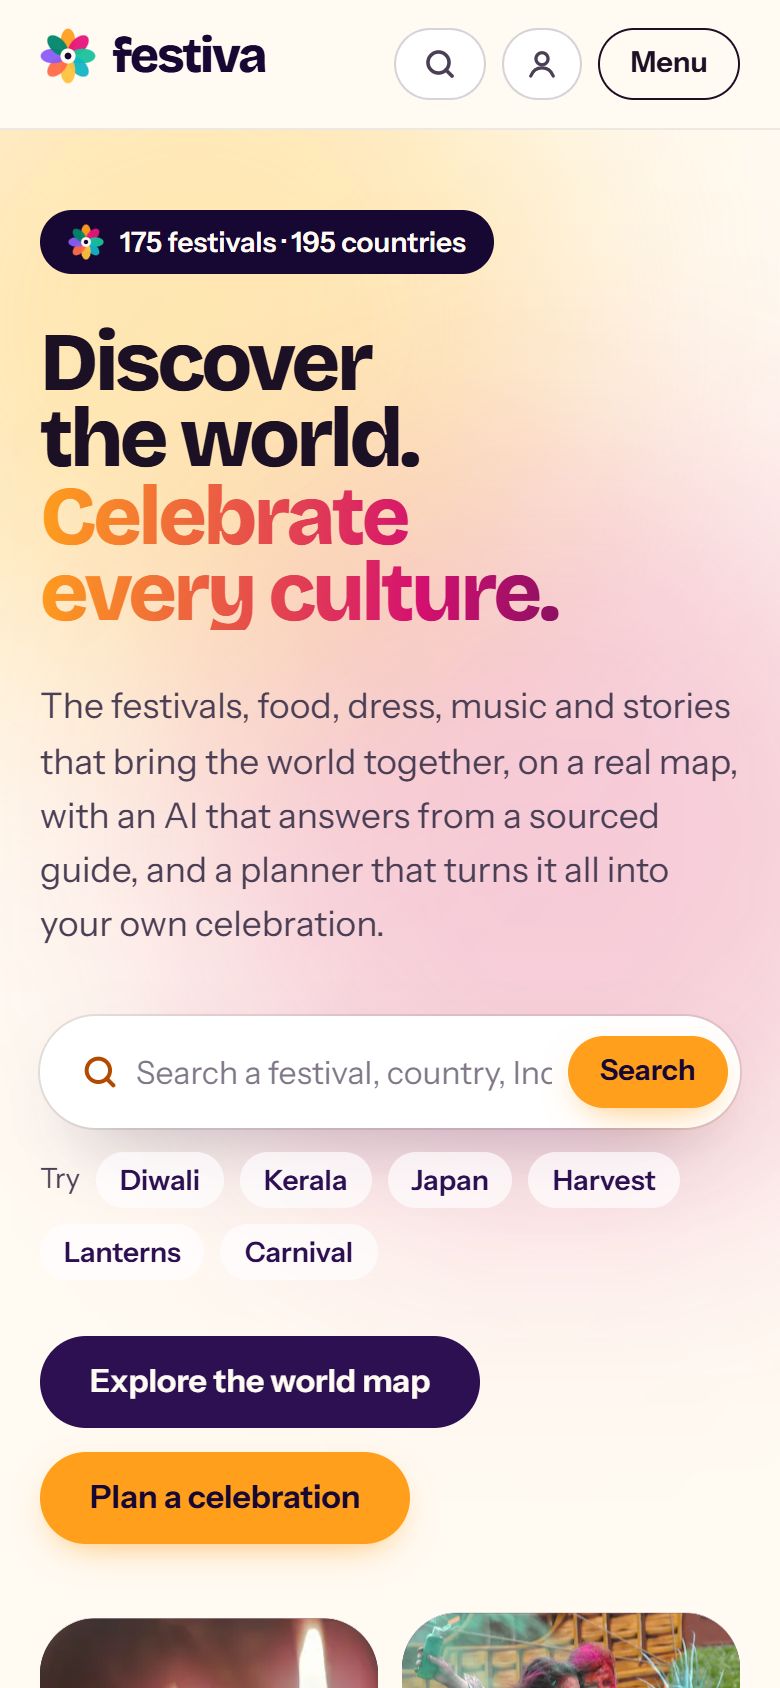 festiva
Menu
175 festivals · 195 countries
Discover
the world.
Celebrate
every culture.
The festivals, food, dress, music and stories
that bring the world together, on a real map,
with an AI that answers from a sourced
guide, and a planner that turns it all into
your own celebration.
Search a festival, country, Inc
Search
Try
Diwali
Kerala
Japan
Harvest
Lanterns
Carnival
Explore the world map
Plan a celebration